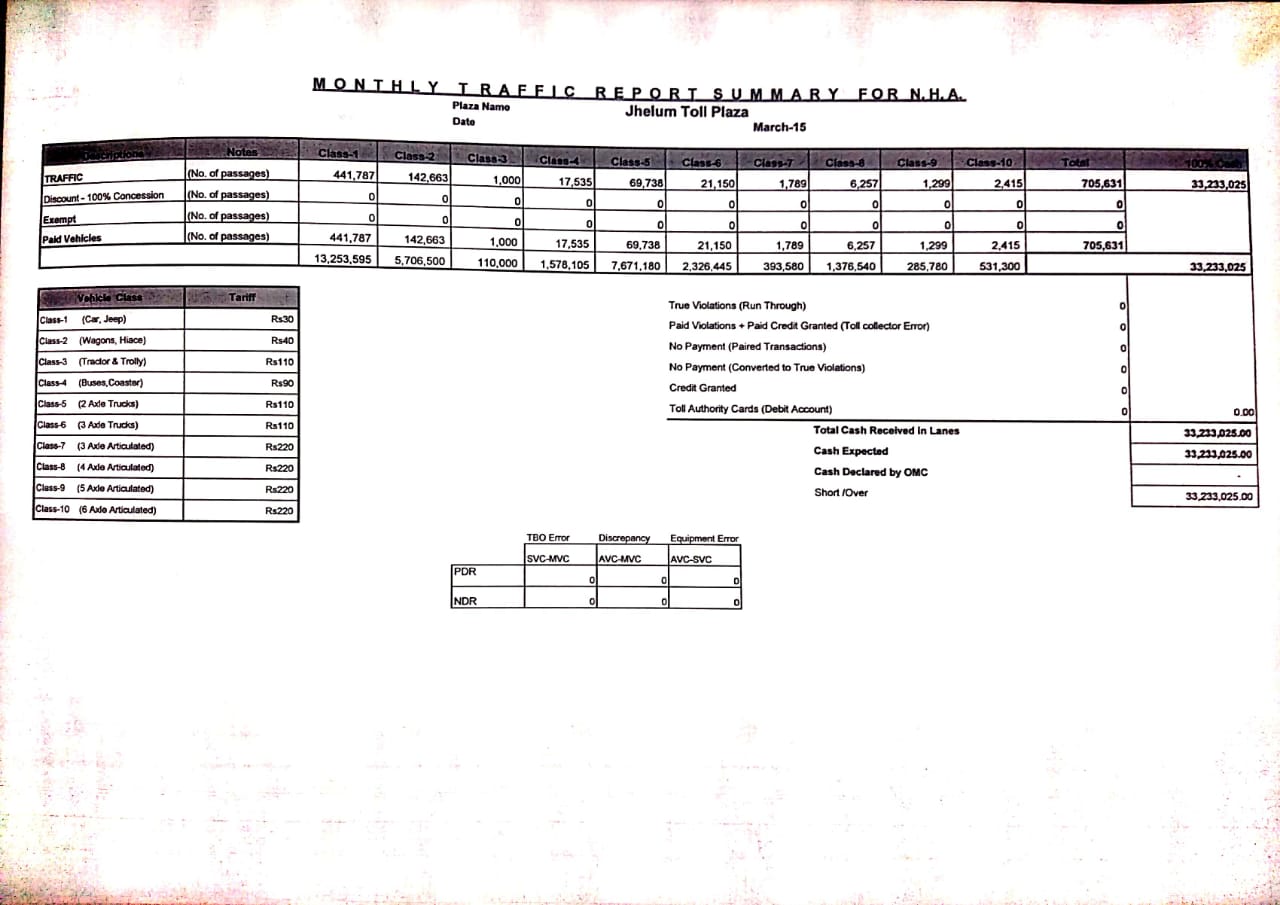 MONTHLY TRAFFIC REPORT SUMMARY FOR N.H.A.
Plaza Name Jhelum Toll Plaza
Date March-15
Descriptions Notes Class-1 Class-2 Class-3 Class-4 Class-5 Class-6 Class-7 Class-8 Class-9 Class-10 Total 100% Cash
TRAFFIC (No. of passages) 441,787 142,663 1,000 17,535 69,738 21,150 1,789 6,257 1,299 2,415 705,631 33,233,025
Discount - 100% Concession (No. of passages) 0 0 0 0 0 0 0 0 0 0 0
Exempt (No. of passages) 0 0 0 0 0 0 0 0 0 0 0
Paid Vehicles (No. of passages) 441,787 142,663 1,000 17,535 69,738 21,150 1,789 6,257 1,299 2,415 705,631
13,253,595 5,706,500 110,000 1,578,105 7,671,180 2,326,445 393,580 1,376,540 285,780 531,300 33,233,025
Vehicle Class Tariff
Class-1 (Car, Jeep) Rs30
Class-2 (Wagons, Hiace) Rs40
Class-3 (Tractor & Trolly) Rs110
Class-4 (Buses,Coaster) Rs90
Class-5 (2 Axle Trucks) Rs110
Class-6 (3 Axle Trucks) Rs110
Class-7 (3 Axle Articulated) Rs220
Class-8 (4 Axle Articulated) Rs220
Class-9 (5 Axle Articulated) Rs220
Class-10 (6 Axle Articulated) Rs220
True Violations (Run Through) 0
Paid Violations + Paid Credit Granted (Toll collector Error) 0
No Payment (Paired Transactions) 0
No Payment (Converted to True Violations) 0
Credit Granted 0
Toll Authority Cards (Debit Account) 0 0.00
Total Cash Received in Lanes 33,233,025.00
Cash Expected 33,233,025.00
Cash Declared by OMC -
Short /Over 33,233,025.00
TBO Error Discrepancy Equipment Error
SVC-MVC AVC-MVC AVC-SVC
PDR 0 0 0
NDR 0 0 0